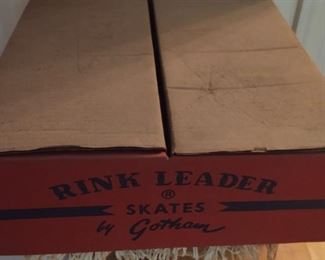 RINK LEADER
®
SKATES
by Gotham